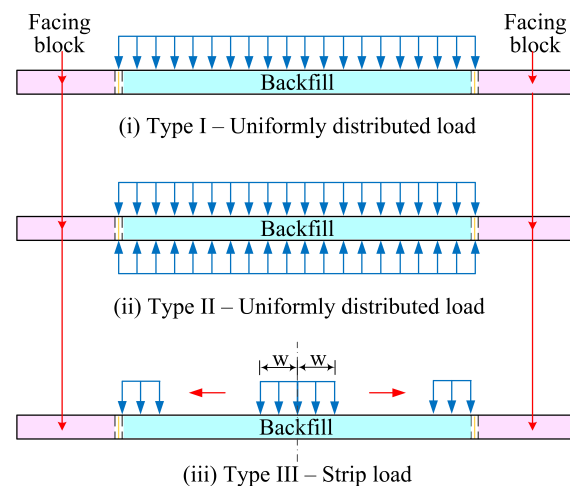 Facing block
Facing block
Backfill
(i) Type I – Uniformly distributed load
Backfill
(ii) Type II – Uniformly distributed load
w w
Backfill
(iii) Type III – Strip load